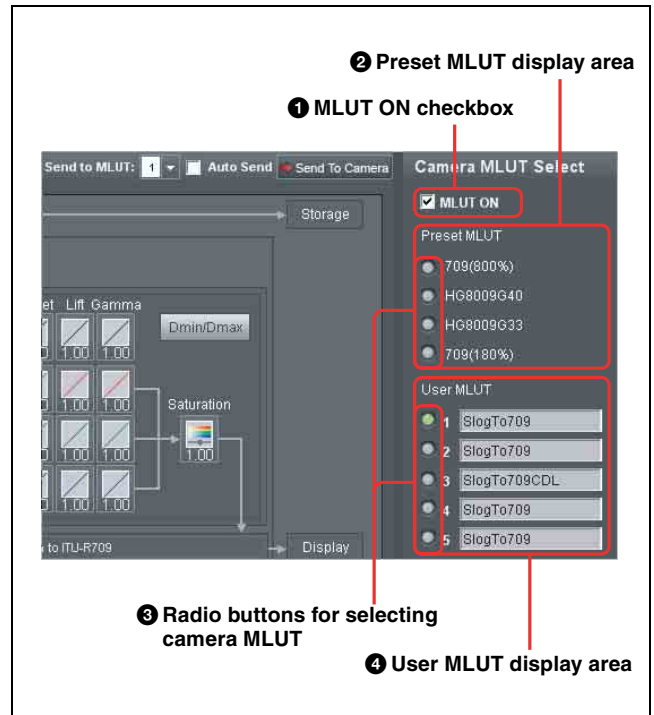 ❷ Preset MLUT display area
❶ MLUT ON checkbox
Send to MLUT: 1 Auto Send Send To Camera
Camera MLUT Select
MLUT ON
Storage
Preset MLUT
709(800%)
HG8009G40
HG8009G33
709(180%)
et Lift Gamma
Dmin/Dmax
1.00 1.00
1.00 1.00
Saturation
1.00 1.00
1.00
1.00 1.00
User MLUT
1 SlogTo709
2 SlogTo709
3 SlogTo709CDL
4 SlogTo709
5 SlogTo709
to ITU-R709
Display
❸ Radio buttons for selecting
camera MLUT
❹ User MLUT display area